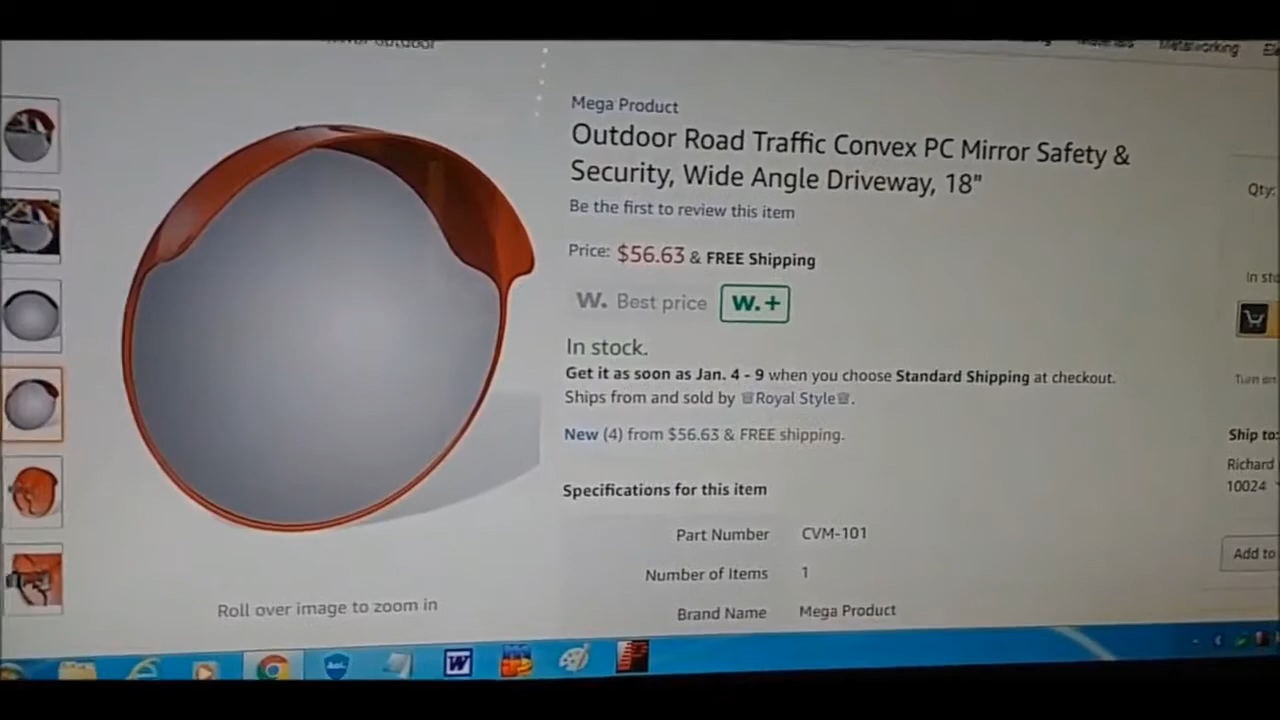 Metalworking
Mega Product
Outdoor Road Traffic Convex PC Mirror Safety &
Security, Wide Angle Driveway, 18"
Be the first to review this item
Qty:
Price: $56.63 & FREE Shipping
In
W. Best price W.+
In stock.
Get it as soon as Jan. 4 - 9 when you choose Standard Shipping at checkout.
Turn on
Ships from and sold by ♕Royal Style♕.
New (4) from $56.63 & FREE shipping.
Ship to:
Richard
10024
Specifications for this item
Part Number CVM-101
Add to
Number of Items 1
Roll over image to zoom in
Brand Name Mega Product
AoL
W